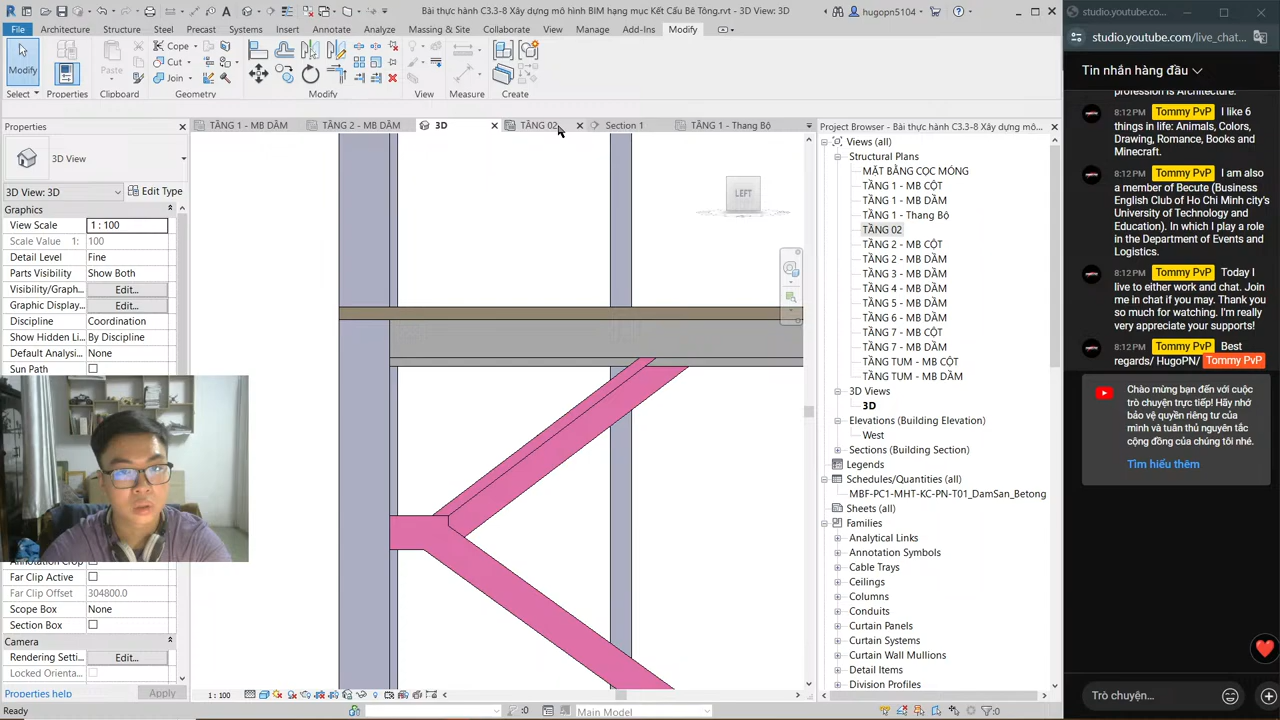 Bài thực hành C3.3-8 Xây dựng mô hình BIM hạng mục Kết Cấu Bê Tông.rvt - 3D View: 3D
hugopn5104
File
Architecture
Structure
Steel
Precast
Systems
Insert
Annotate
Analyze
Massing & Site
Collaborate
View
Manage
Add-Ins
Modify
Modify
Properties
Paste
Cope
Cut
Join
Select
Properties
Clipboard
Geometry
Modify
View
Measure
Create
TẦNG 1 - MB DẦM
TẦNG 2 - MB DẦM
3D
TẦNG 02
Section 1
TẦNG 1 - Thang Bộ
Properties
3D View
3D View: 3D
Edit Type
Graphics
View Scale
1 : 100
Scale Value 1:
100
Detail Level
Fine
Parts Visibility
Show Both
Visibility/Graph...
Edit...
Graphic Display...
Edit...
Discipline
Coordination
Show Hidden Li...
By Discipline
Default Analysi...
None
Sun Path
Far Clip Active
Far Clip Offset
304800.0
Scope Box
None
Section Box
Camera
Rendering Setti...
Edit...
Locked Orienta...
Properties help
Apply
LEFT
1 : 100
:0
Main Model
:0
Project Browser - Bài thực hành C3.3-8 Xây dựng mô...
Views (all)
Structural Plans
MẶT BẰNG CỌC MÓNG
TẦNG 1 - MB CỘT
TẦNG 1 - MB DẦM
TẦNG 1 - Thang Bộ
TẦNG 02
TẦNG 2 - MB CỘT
TẦNG 2 - MB DẦM
TẦNG 3 - MB DẦM
TẦNG 4 - MB DẦM
TẦNG 5 - MB DẦM
TẦNG 6 - MB DẦM
TẦNG 7 - MB CỘT
TẦNG 7 - MB DẦM
TẦNG TUM - MB CỘT
TẦNG TUM - MB DẦM
3D Views
3D
Elevations (Building Elevation)
West
Sections (Building Section)
Legends
Schedules/Quantities (all)
MBF-PC1-MHT-KC-PN-T01_DamSan_Betong
Sheets (all)
Families
Analytical Links
Annotation Symbols
Cable Trays
Ceilings
Columns
Conduits
Curtain Panels
Curtain Systems
Curtain Wall Mullions
Detail Items
Division Profiles
studio.youtube.co...
studio.youtube.com/live_chat...
Tin nhắn hàng đầu
profession is Architecture.
8:12 PM Tommy PvP I like 6
things in life: Animals, Colors,
Drawing, Romance, Books and
Minecraft.
8:12 PM Tommy PvP I am also
a member of Becute (Business
English Club of Ho Chi Minh city's
University of Technology and
Education). In which I play a role
in the Department of Events and
Logistics.
8:12 PM Tommy PvP Today I
live to either work and chat. Join
me in chat if you may. Thank you
so much for watching. I'm really
very appreciate your supports!
8:12 PM Tommy PvP Best
regards/ HugoPN/ Tommy PvP
Chào mừng bạn đến với cuộc
trò chuyện trực tiếp! Hãy nhớ
bảo vệ quyền riêng tư của
mình và tuân thủ nguyên tắc
cộng đồng của chúng tôi nhé.
Tìm hiểu thêm
Trò chuyện...